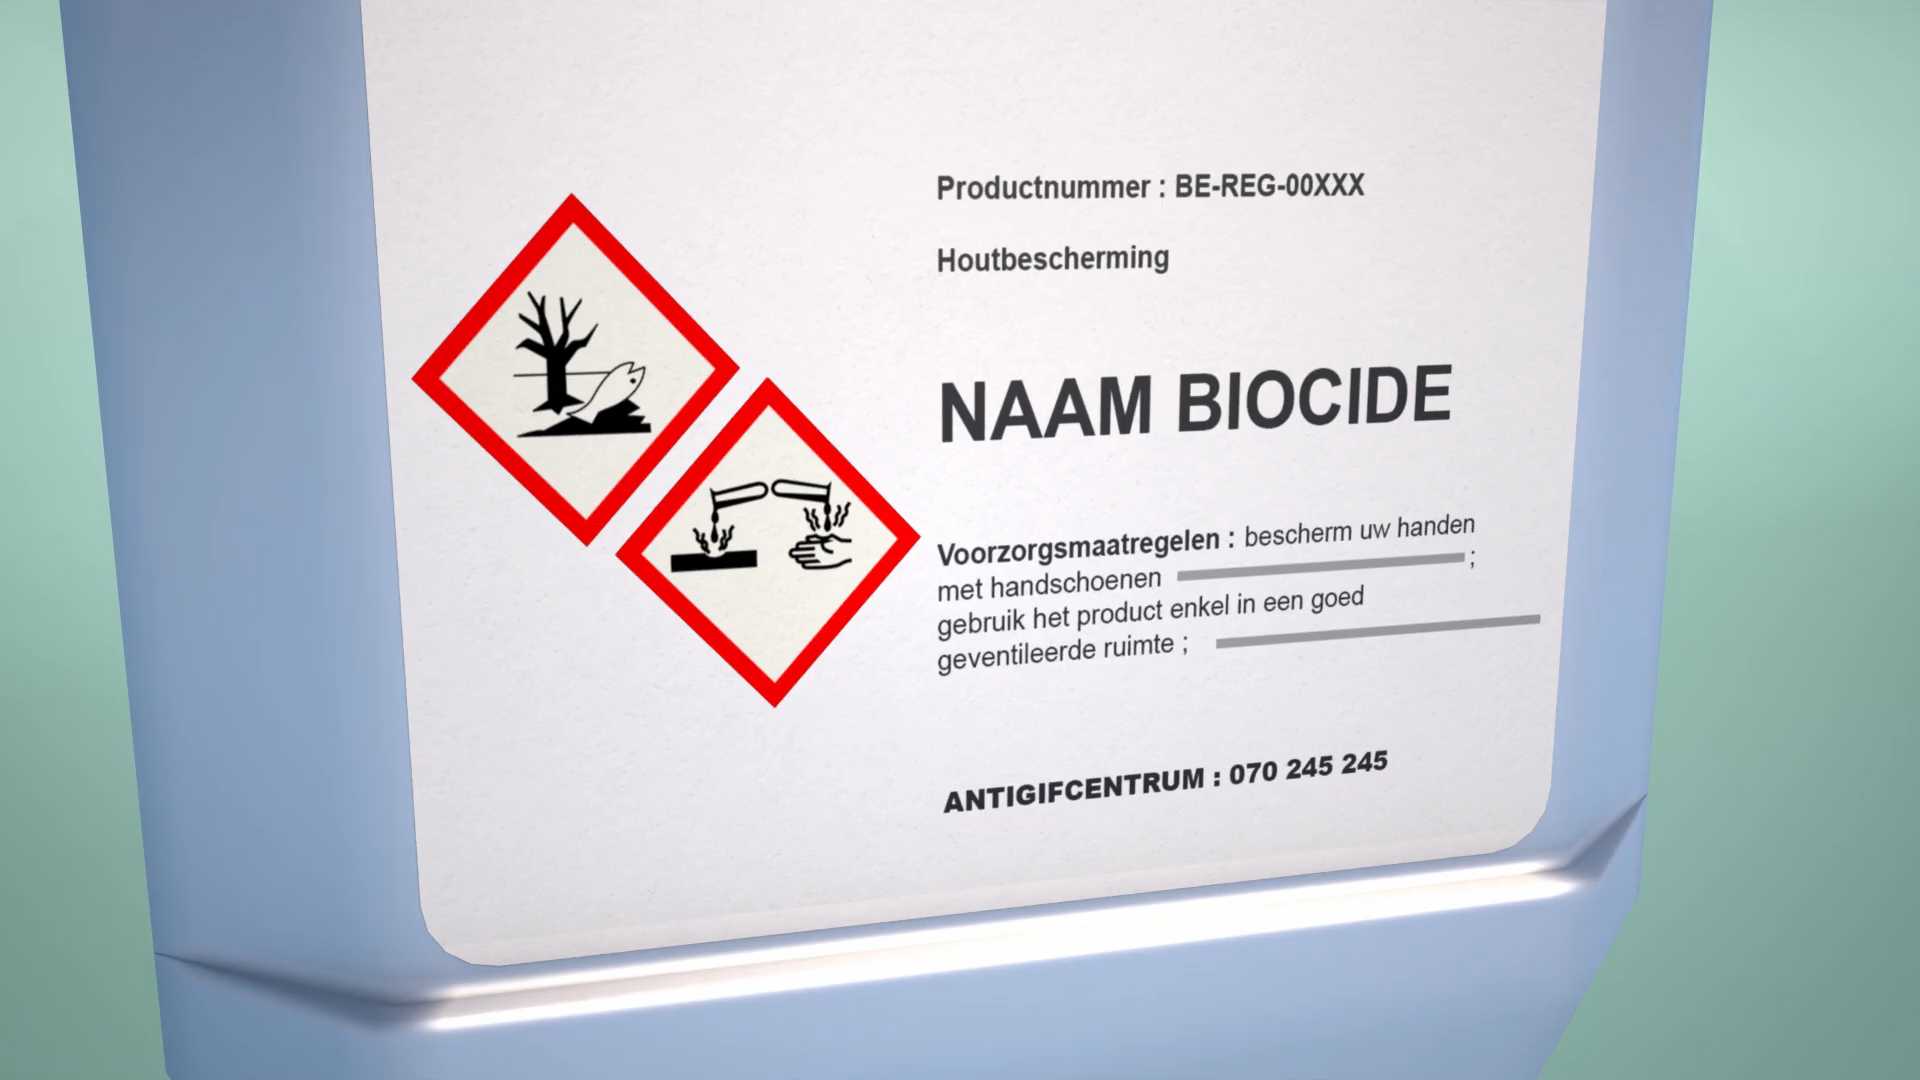 Productnummer : BE-REG-00XXX
Houtbescherming
NAAM BIOCIDE
Voorzorgsmaatregelen : bescherm uw handen
met handschoenen ;
gebruik het product enkel in een goed
geventileerde ruimte ;
ANTIGIFCENTRUM : 070 245 245